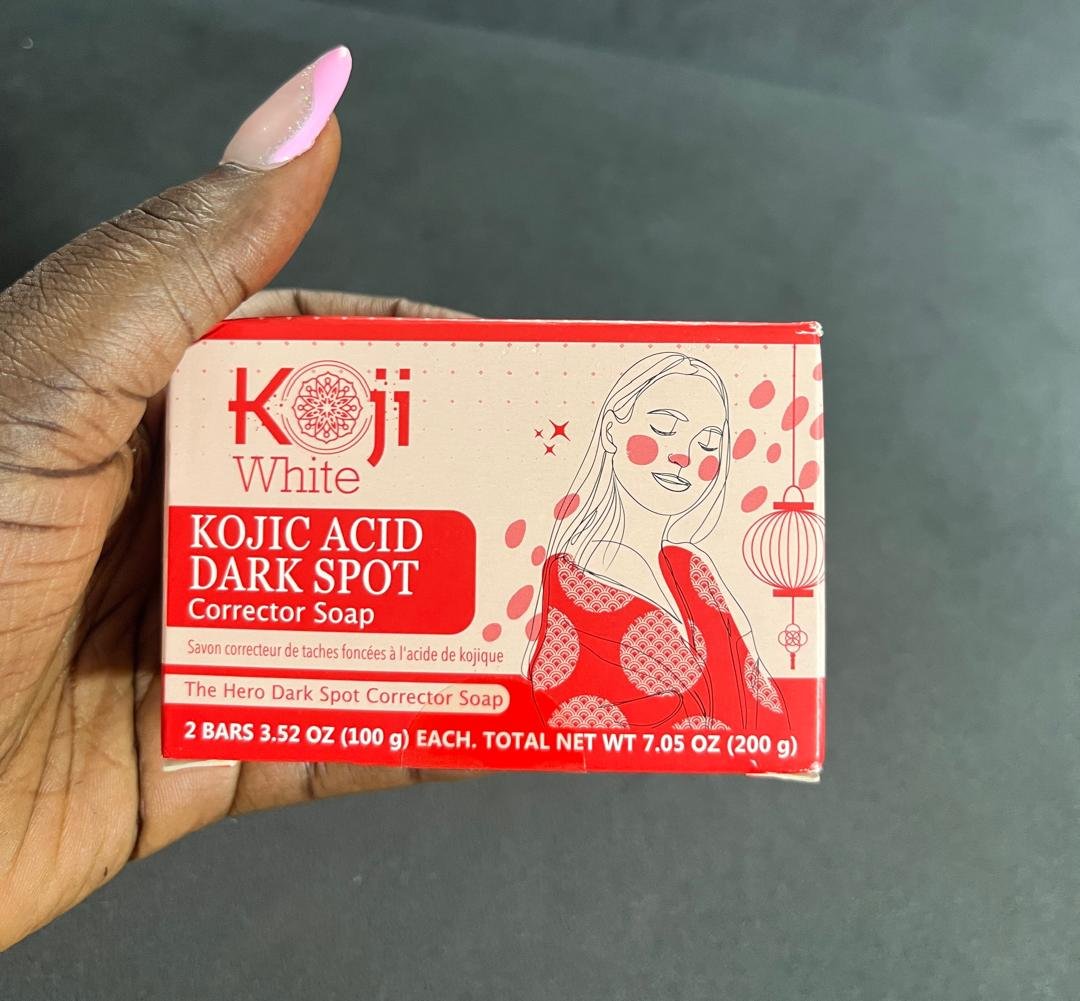 Koji
White
KOJIC ACID
DARK SPOT
Corrector Soap
Savon correcteur de taches foncées à l'acide de kojique
The Hero Dark Spot Corrector Soap
2 BARS 3.52 OZ (100 g) EACH. TOTAL NET WT 7.05 OZ (200 g)